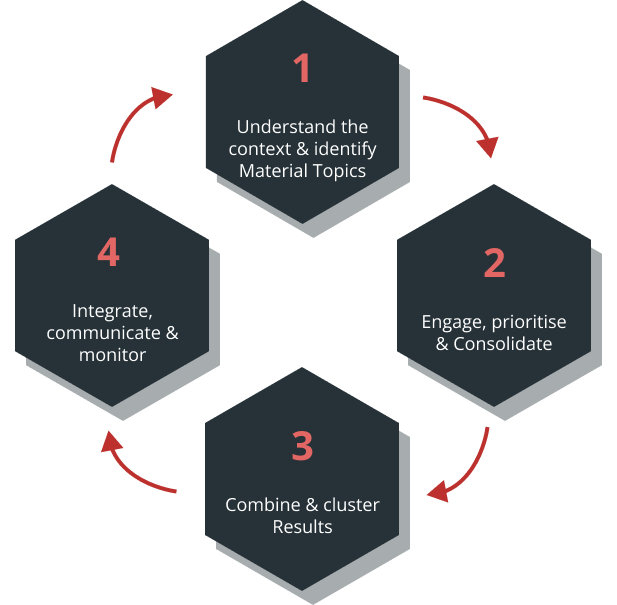 1
Understand the
context & identify
Material Topics
2
Engage, prioritise
& Consolidate
3
Combine & cluster
Results
4
Integrate,
communicate &
monitor